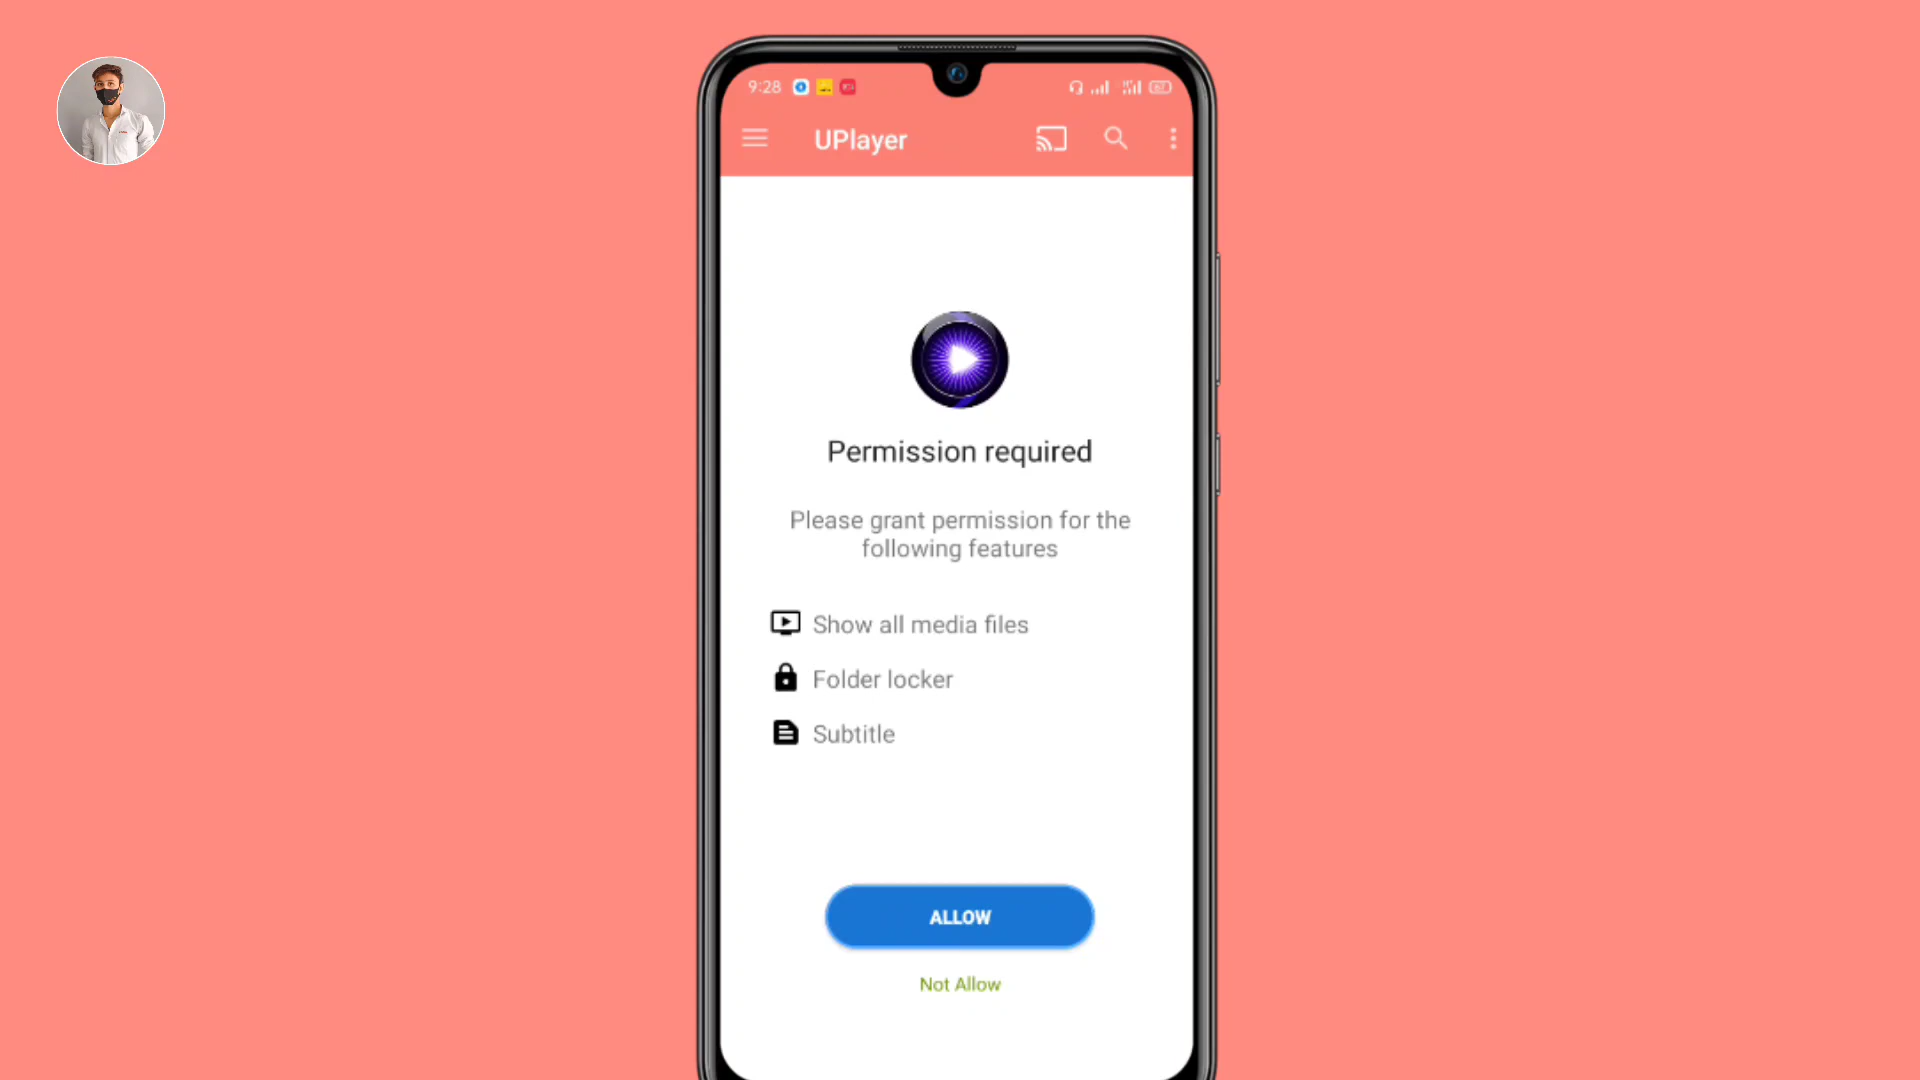 9:28
UPlayer
Permission required
Please grant permission for the
following features
Show all media files
Folder locker
Subtitle
ALLOW
Not Allow